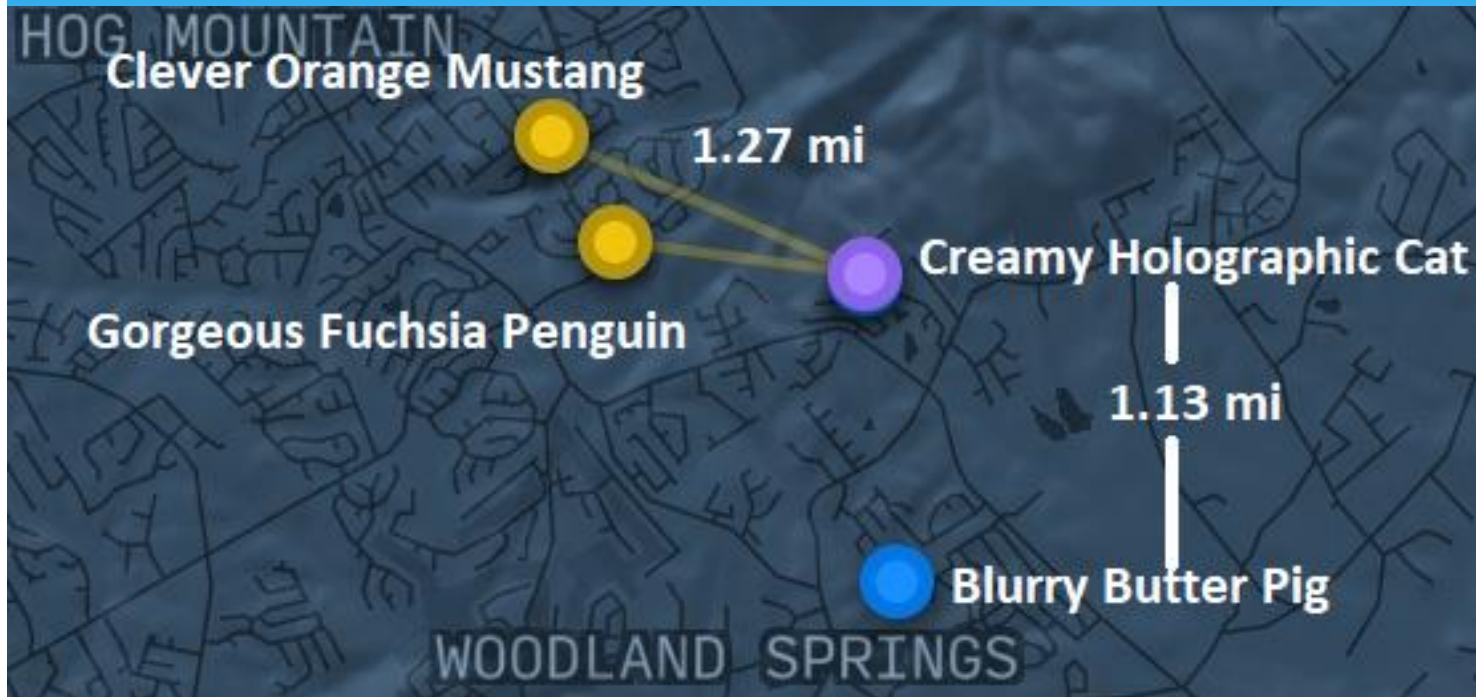 HOG MOUNTAIN
Clever Orange Mustang
1.27 mi
Creamy Holographic Cat
Gorgeous Fuchsia Penguin
1.13 mi
Blurry Butter Pig
WOODLAND SPRINGS